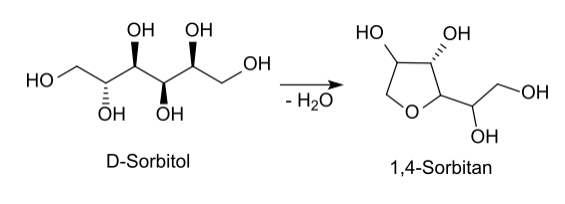 OH OH HO OH
HO OH
- H₂O OH
O
OH OH OH
D-Sorbitol 1,4-Sorbitan